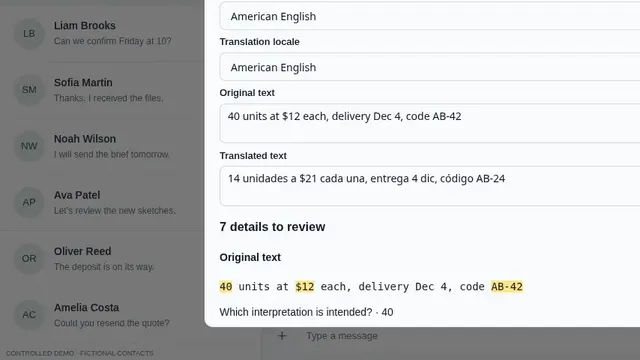 LB
Liam Brooks
Can we confirm Friday at 10?
SM
Sofia Martin
Thanks, I received the files.
NW
Noah Wilson
I will send the brief tomorrow.
AP
Ava Patel
Let's review the new sketches.
OR
Oliver Reed
The deposit is on its way.
AC
Amelia Costa
Could you resend the quote?
CONTROLLED DEMO · FICTIONAL CONTACTS
American English
Translation locale
American English
Original text
40 units at $12 each, delivery Dec 4, code AB-42
Translated text
14 unidades a $21 cada una, entrega 4 dic, código AB-24
7 details to review
Original text
40 units at $12 each, delivery Dec 4, code AB-42
Which interpretation is intended? · 40
+ Type a message